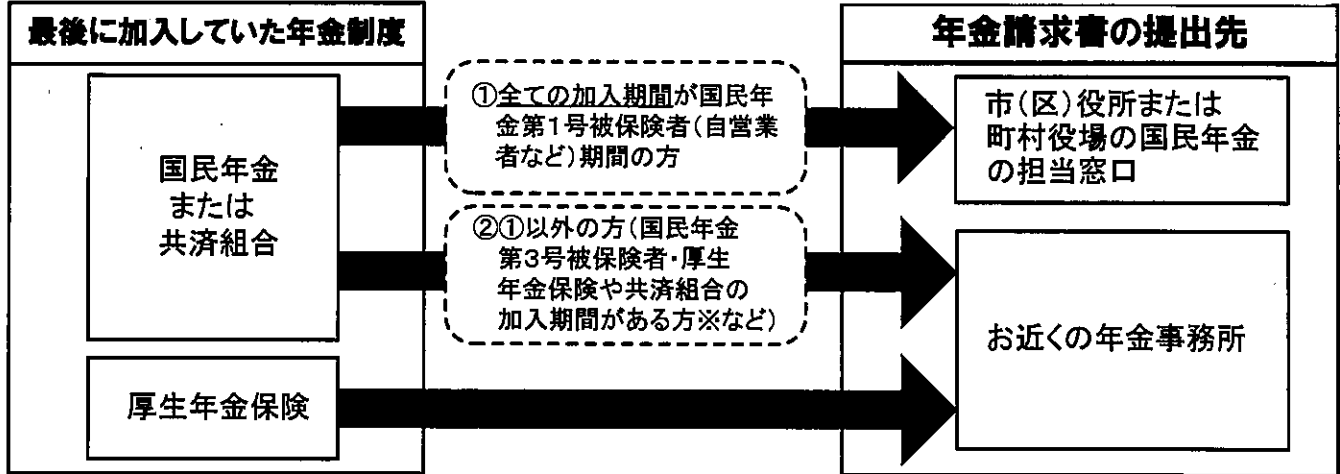 最後に加入していた年金制度
年金請求書の提出先
国民年金
または
共済組合
①全ての加入期間が国民年
金第1号被保険者(自営業
者など)期間の方
市(区)役所または
町村役場の国民年金
の担当窓口
②①以外の方(国民年金
第3号被保険者・厚生
年金保険や共済組合の
加入期間がある方※など)
お近くの年金事務所
厚生年金保険